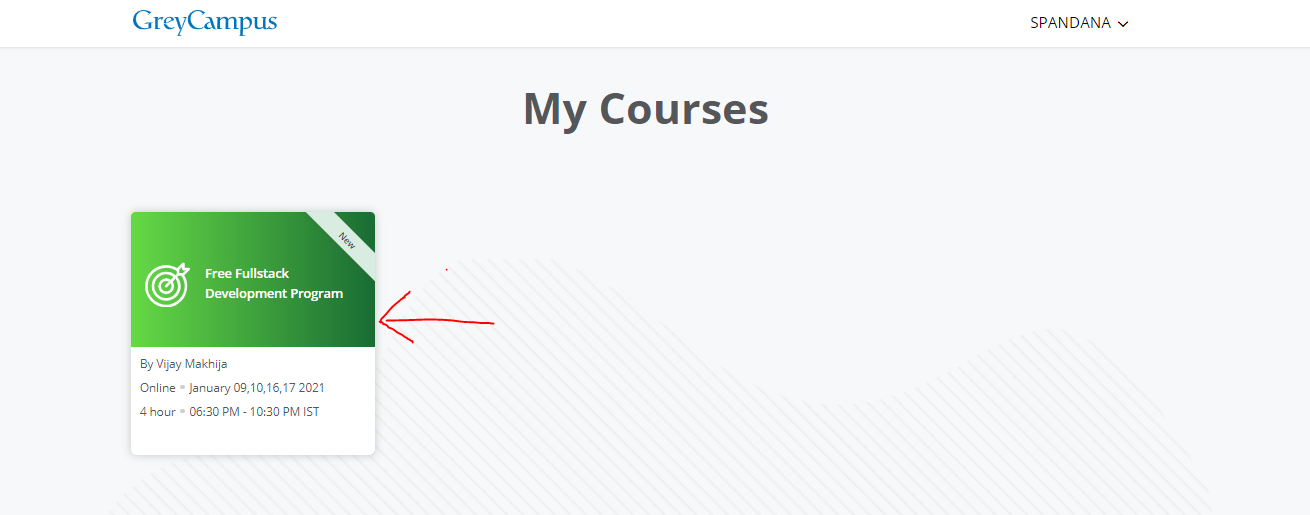 GreyCampus
SPANDANA
My Courses
New
Free Fullstack
Development Program
By Vijay Makhija
Online January 09,10,16,17 2021
4 hour 06:30 PM - 10:30 PM IST